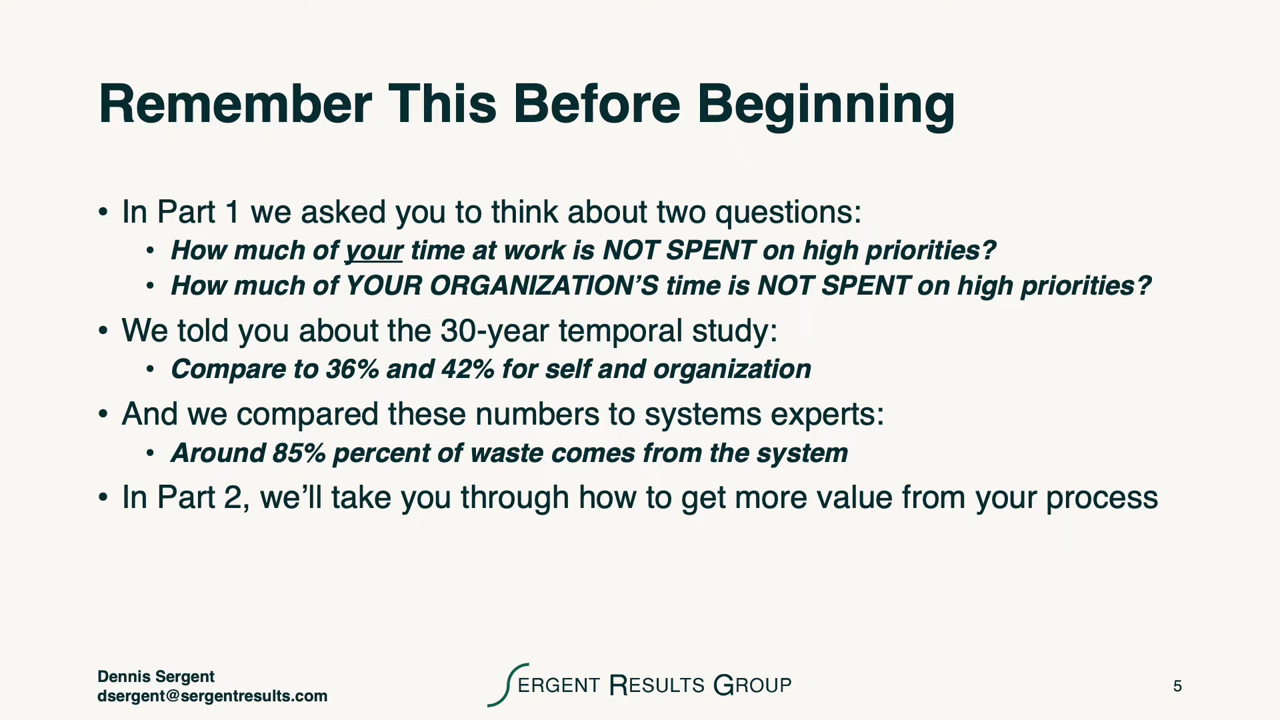 Remember This Before Beginning
• In Part 1 we asked you to think about two questions:
• How much of your time at work is NOT SPENT on high priorities?
• How much of YOUR ORGANIZATION’S time is NOT SPENT on high priorities?
• We told you about the 30-year temporal study:
• Compare to 36% and 42% for self and organization
• And we compared these numbers to systems experts:
• Around 85% percent of waste comes from the system
• In Part 2, we’ll take you through how to get more value from your process
Dennis Sergent
dsergent@sergentresults.com
SERGENT RESULTS GROUP
5